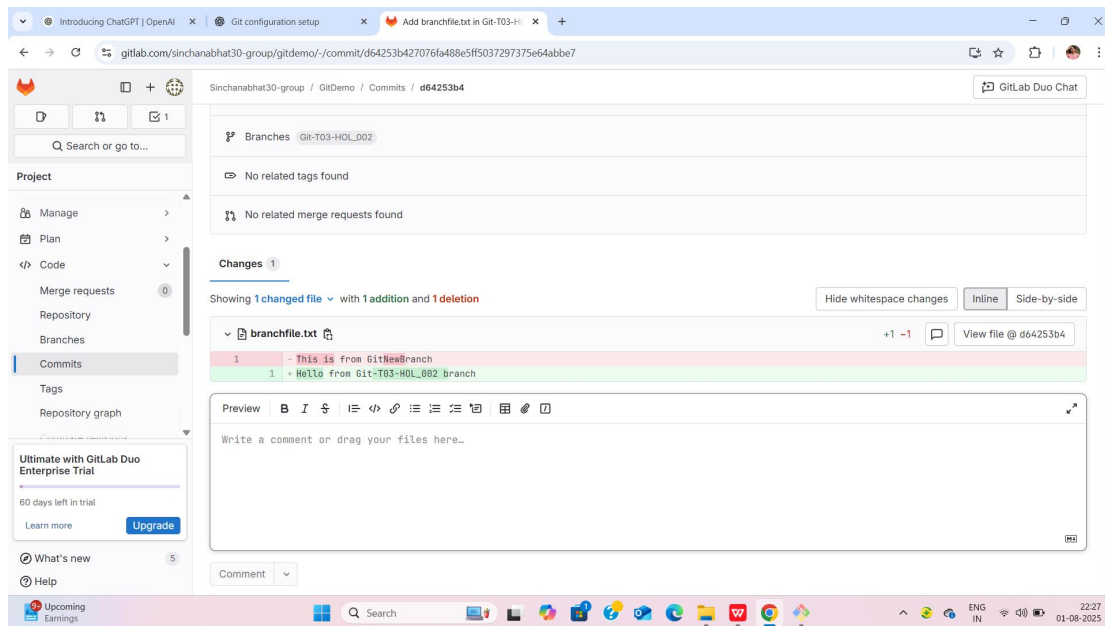 Introducing ChatGPT | OpenAI
Git configuration setup
Add branchfile.txt in Git-T03-H
gitlab.com/sinchanabhat30-group/gitdemo/-/commit/d64253b427076fa488e5ff5037297375e64abbe7
Sinchanabhat30-group / GitDemo / Commits / d64253b4
GitLab Duo Chat
1
Search or go to...
Project
Manage
Plan
Code
Merge requests 0
Repository
Branches
Commits
Tags
Repository graph
Ultimate with GitLab Duo
Enterprise Trial
60 days left in trial
Learn more Upgrade
What's new 5
Help
Branches Git-T03-HOL_002
No related tags found
No related merge requests found
Changes 1
Showing 1 changed file with 1 addition and 1 deletion
Hide whitespace changes Inline Side-by-side
branchfile.txt +1 −1 View file @ d64253b4
1 - This is from GitNewBranch
1 + Hello from Git-T03-HOL_002 branch
Preview B I S
Write a comment or drag your files here…
Comment
9+ Upcoming
Earnings
Search
ENG
IN
22:27
01-08-2025